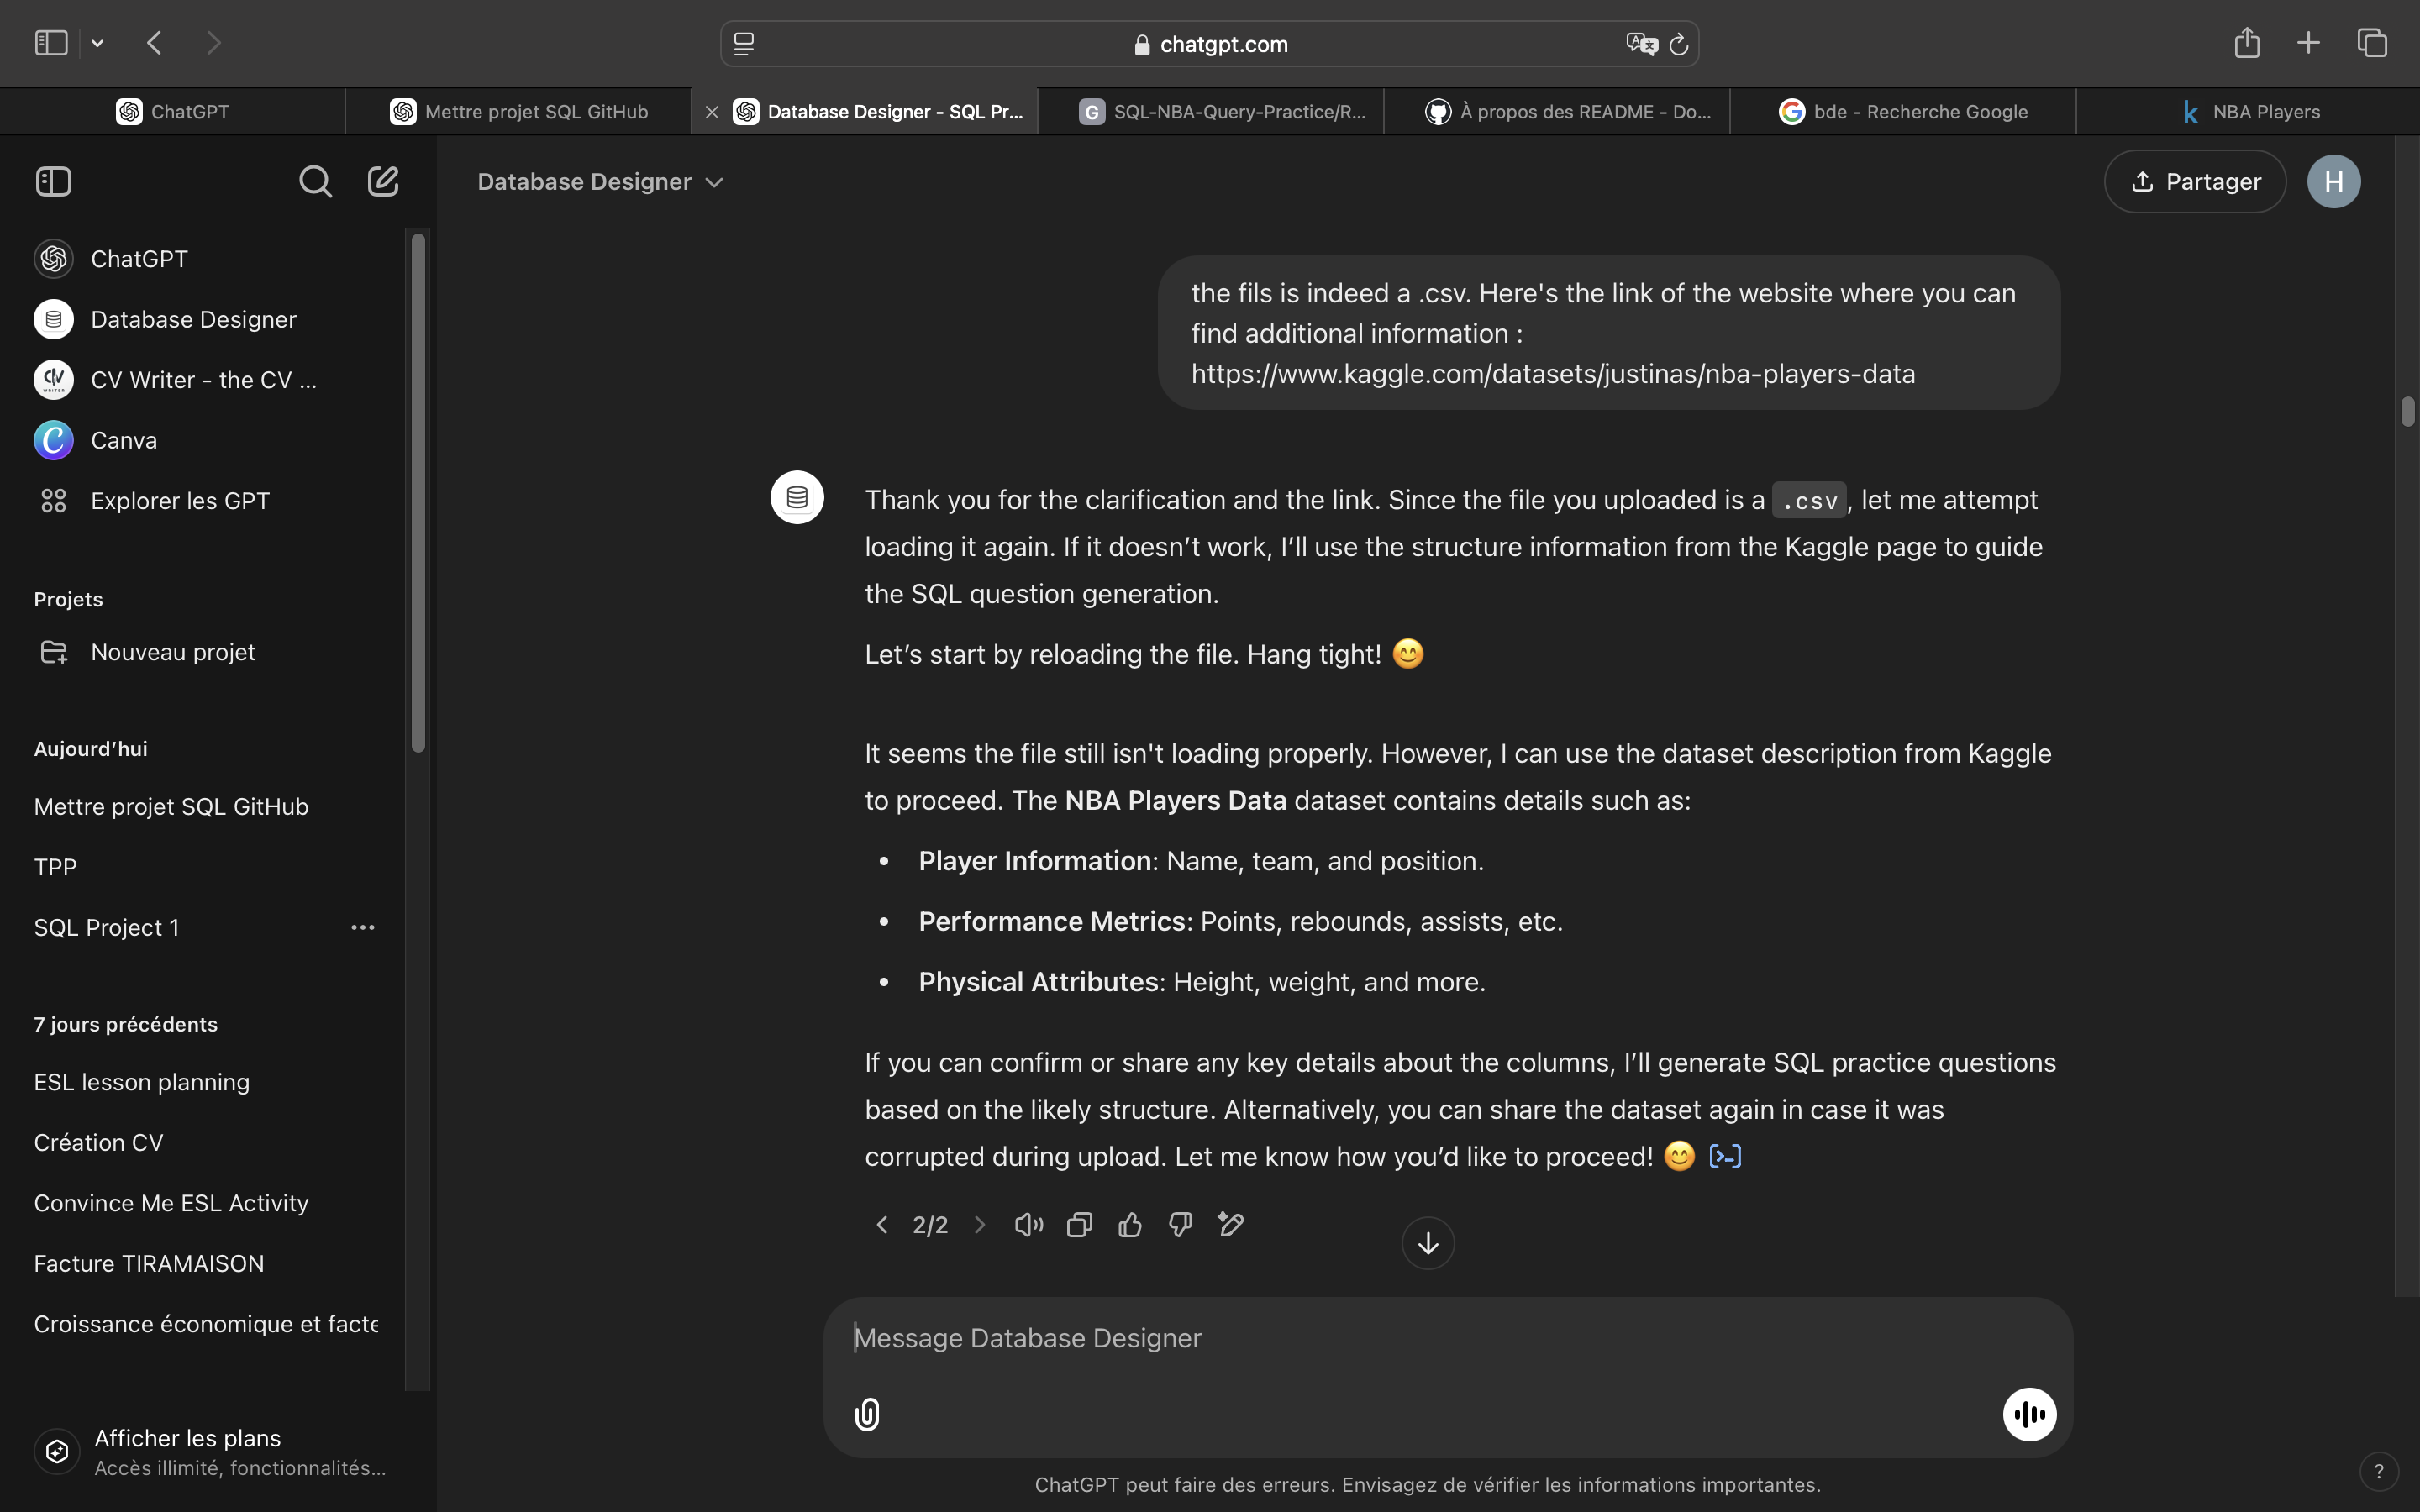 chatgpt.com
ChatGPT
Mettre projet SQL GitHub
Database Designer - SQL Pr...
G SQL-NBA-Query-Practice/R...
À propos des README - Do...
bde - Recherche Google
k NBA Players
Database Designer
Partager
H
ChatGPT
Database Designer
CV Writer - the CV ...
Canva
Explorer les GPT
Projets
Nouveau projet
Aujourd’hui
Mettre projet SQL GitHub
TPP
SQL Project 1
7 jours précédents
ESL lesson planning
Création CV
Convince Me ESL Activity
Facture TIRAMAISON
Croissance économique et facte
Afficher les plans
Accès illimité, fonctionnalités...
the fils is indeed a .csv. Here's the link of the website where you can
find additional information :
https://www.kaggle.com/datasets/justinas/nba-players-data
Thank you for the clarification and the link. Since the file you uploaded is a .csv, let me attempt
loading it again. If it doesn’t work, I’ll use the structure information from the Kaggle page to guide
the SQL question generation.
Let’s start by reloading the file. Hang tight! 😊
It seems the file still isn't loading properly. However, I can use the dataset description from Kaggle
to proceed. The NBA Players Data dataset contains details such as:
• Player Information: Name, team, and position.
• Performance Metrics: Points, rebounds, assists, etc.
• Physical Attributes: Height, weight, and more.
If you can confirm or share any key details about the columns, I’ll generate SQL practice questions
based on the likely structure. Alternatively, you can share the dataset again in case it was
corrupted during upload. Let me know how you’d like to proceed! 😊 [>-]
2/2
Message Database Designer
ChatGPT peut faire des erreurs. Envisagez de vérifier les informations importantes.
?